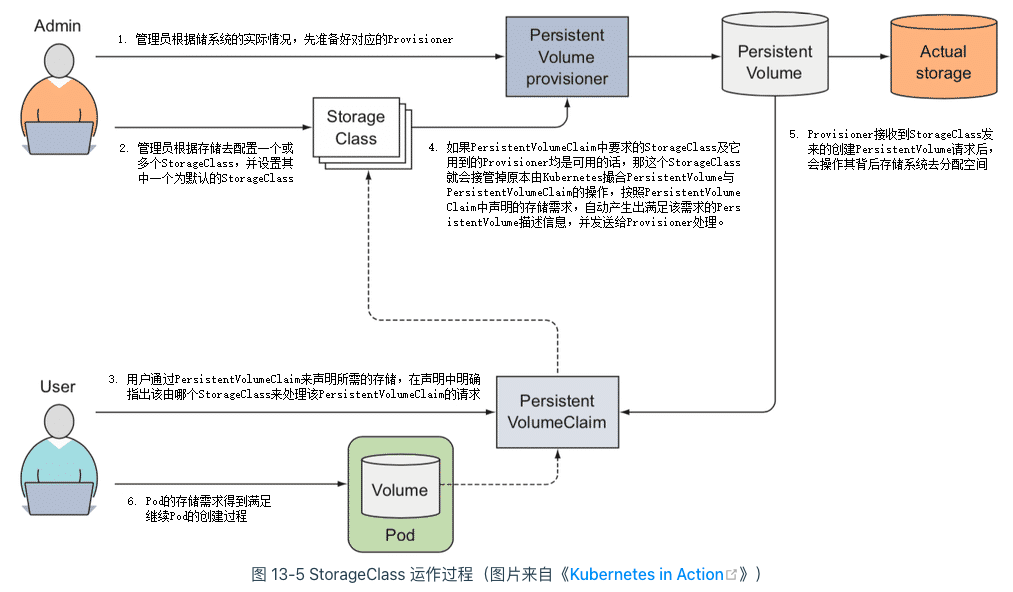 Admin
1. 管理员根据储系统的实际情况，先准备好对应的Provisioner
Persistent
Volume
provisioner
Persistent
Volume
Actual
storage
Storage
Class
2. 管理员根据存储去配置一个或
多个StorageClass，并设置其
中一个为默认的StorageClass
4. 如果PersistentVolumeClaim中要求的StorageClass及它
用到的Provisioner均是可用的话，那这个StorageClass
就会接管掉原本由Kubernetes撮合PersistentVolume与
PersistentVolumeClaim的操作，按照PersistentVolume
Claim中声明的存储需求，自动产生出满足该需求的Pers
istentVolume描述信息，并发送给Provisioner处理。
5. Provisioner接收到StorageClass发
来的创建PersistentVolume请求后，
会操作其背后存储系统去分配空间
User
3. 用户通过PersistentVolumeClaim来声明所需的存储，在声明中明确
指出该由哪个StorageClass来处理该PersistentVolumeClaim的请求
Persistent
VolumeClaim
Volume
Pod
6. Pod的存储需求得到满足
继续Pod的创建过程
图 13-5 StorageClass 运作过程（图片来自《Kubernetes in Action》）